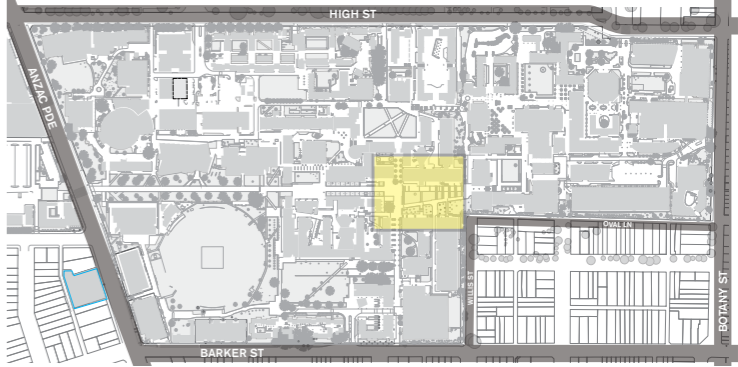 HIGH ST
ANZAC PDE
OVAL LN
WILLIS ST
BOTANY ST
BARKER ST